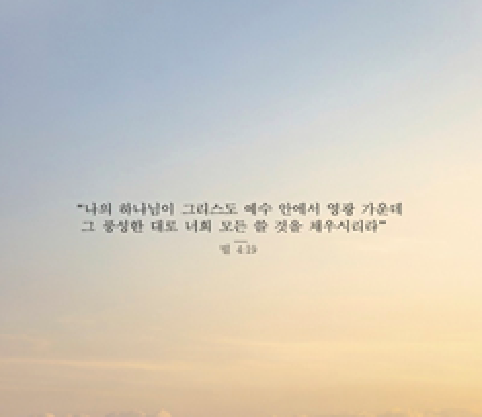 “나의 하나님이 그리스도 예수 안에서 영광 가운데
그 풍성한 대로 너희 모든 쓸 것을 채우시리라”
빌 4:19